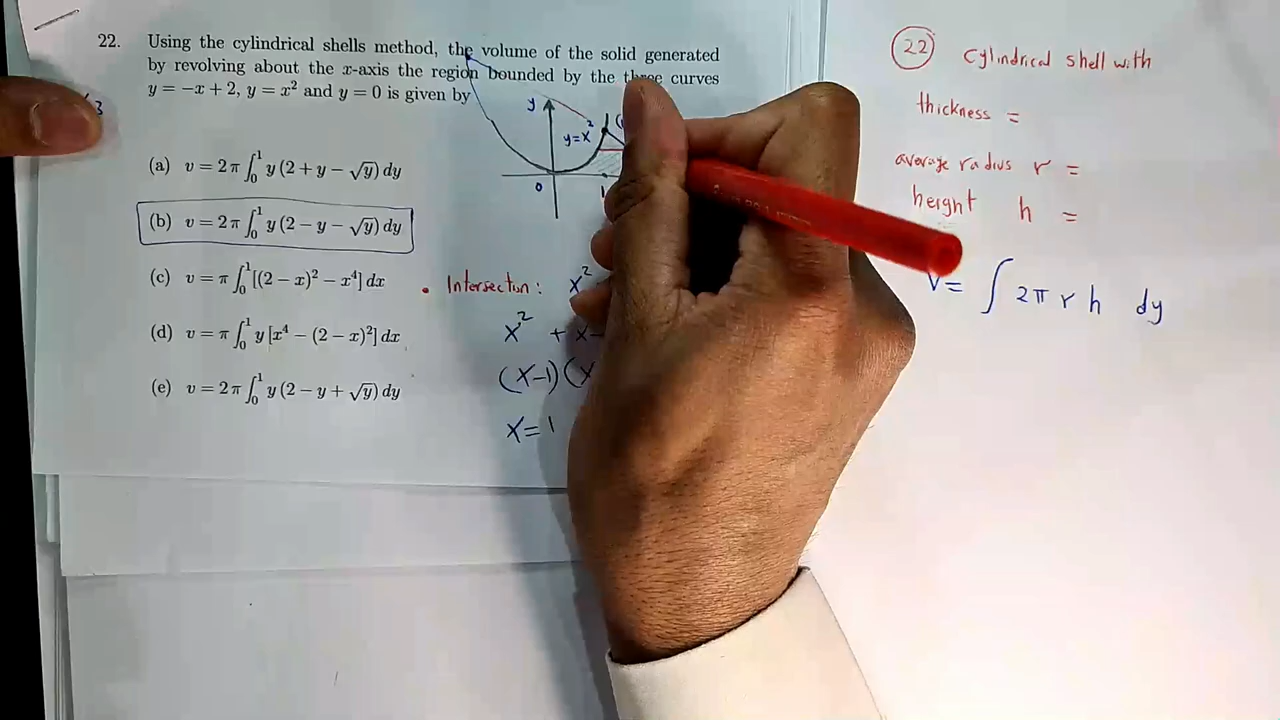 22. Using the cylindrical shells method, the volume of the solid generated
by revolving about the x-axis the region bounded by the three curves
y = −x + 2, y = x² and y = 0 is given by
(a) v = 2π ∫₀¹ y (2 + y − √y) dy
(b) v = 2π ∫₀¹ y (2 − y − √y) dy
(c) v = π ∫₀¹ [(2 − x)² − x⁴] dx
(d) v = π ∫₀¹ y [x⁴ − (2 − x)²] dx
(e) v = 2π ∫₀¹ y (2 − y + √y) dy
y
y=x²
0
1
• Intersection: x²
x² + x−
(x−1)(x
x=1
(22) Cylindrical shell with
thickness =
average radius r =
height h =
V= ∫ 2π r h dy